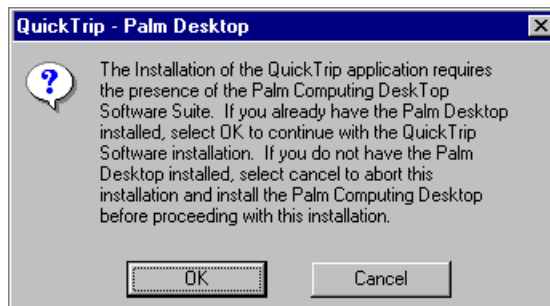 QuickTrip - Palm Desktop
The Installation of the QuickTrip application requires
the presence of the Palm Computing DeskTop
Software Suite. If you already have the Palm Desktop
installed, select OK to continue with the QuickTrip
Software installation. If you do not have the Palm
Desktop installed, select cancel to abort this
installation and install the Palm Computing Desktop
before proceeding with this installation.
OK
Cancel